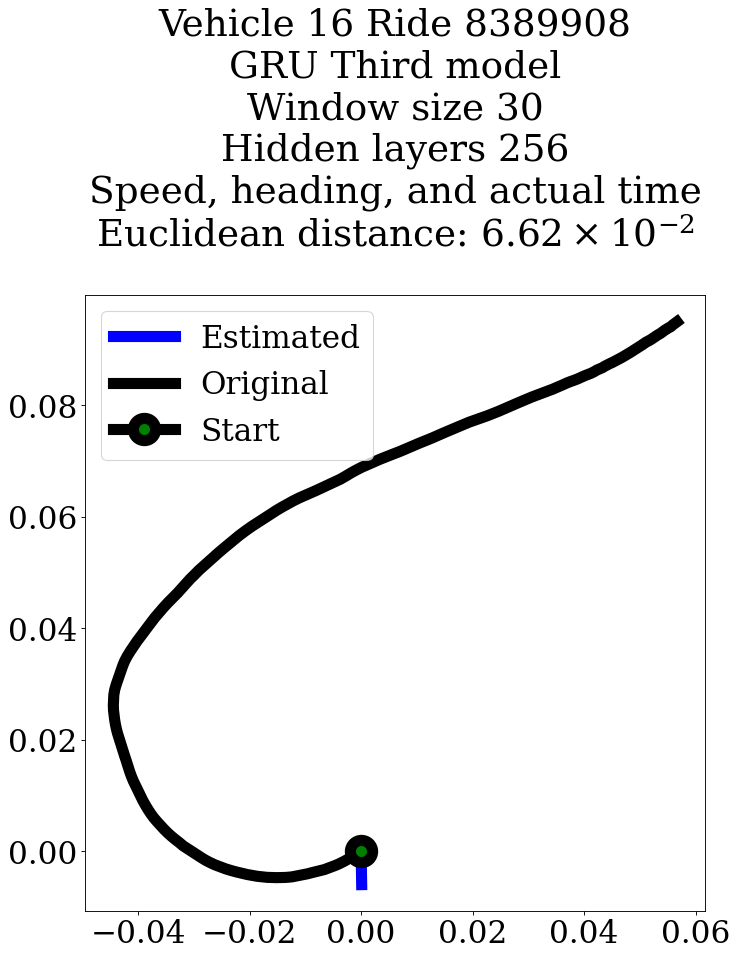 Vehicle 16 Ride 8389908
GRU Third model
Window size 30
Hidden layers 256
Speed, heading, and actual time
Euclidean distance: 6.62 × 10⁻²
Estimated
Original
Start
0.08
0.06
0.04
0.02
0.00
−0.04 −0.02 0.00 0.02 0.04 0.06